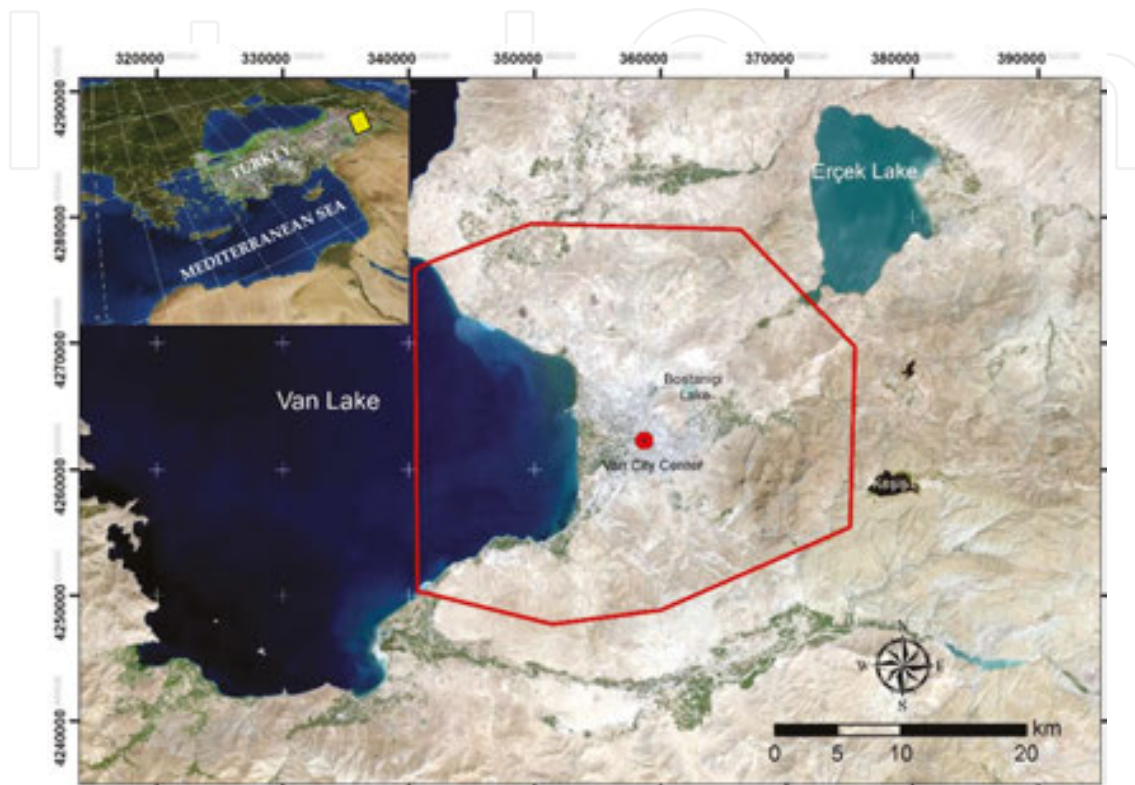 320000 330000 340000 350000 360000 370000 380000 390000
4290000
4280000
4270000
4260000
4250000
4240000
TURKEY
MEDITERRANEAN SEA
Erçek Lake
Van Lake
Lake
Van City Center
N
W E
S
km
0 5 10 20